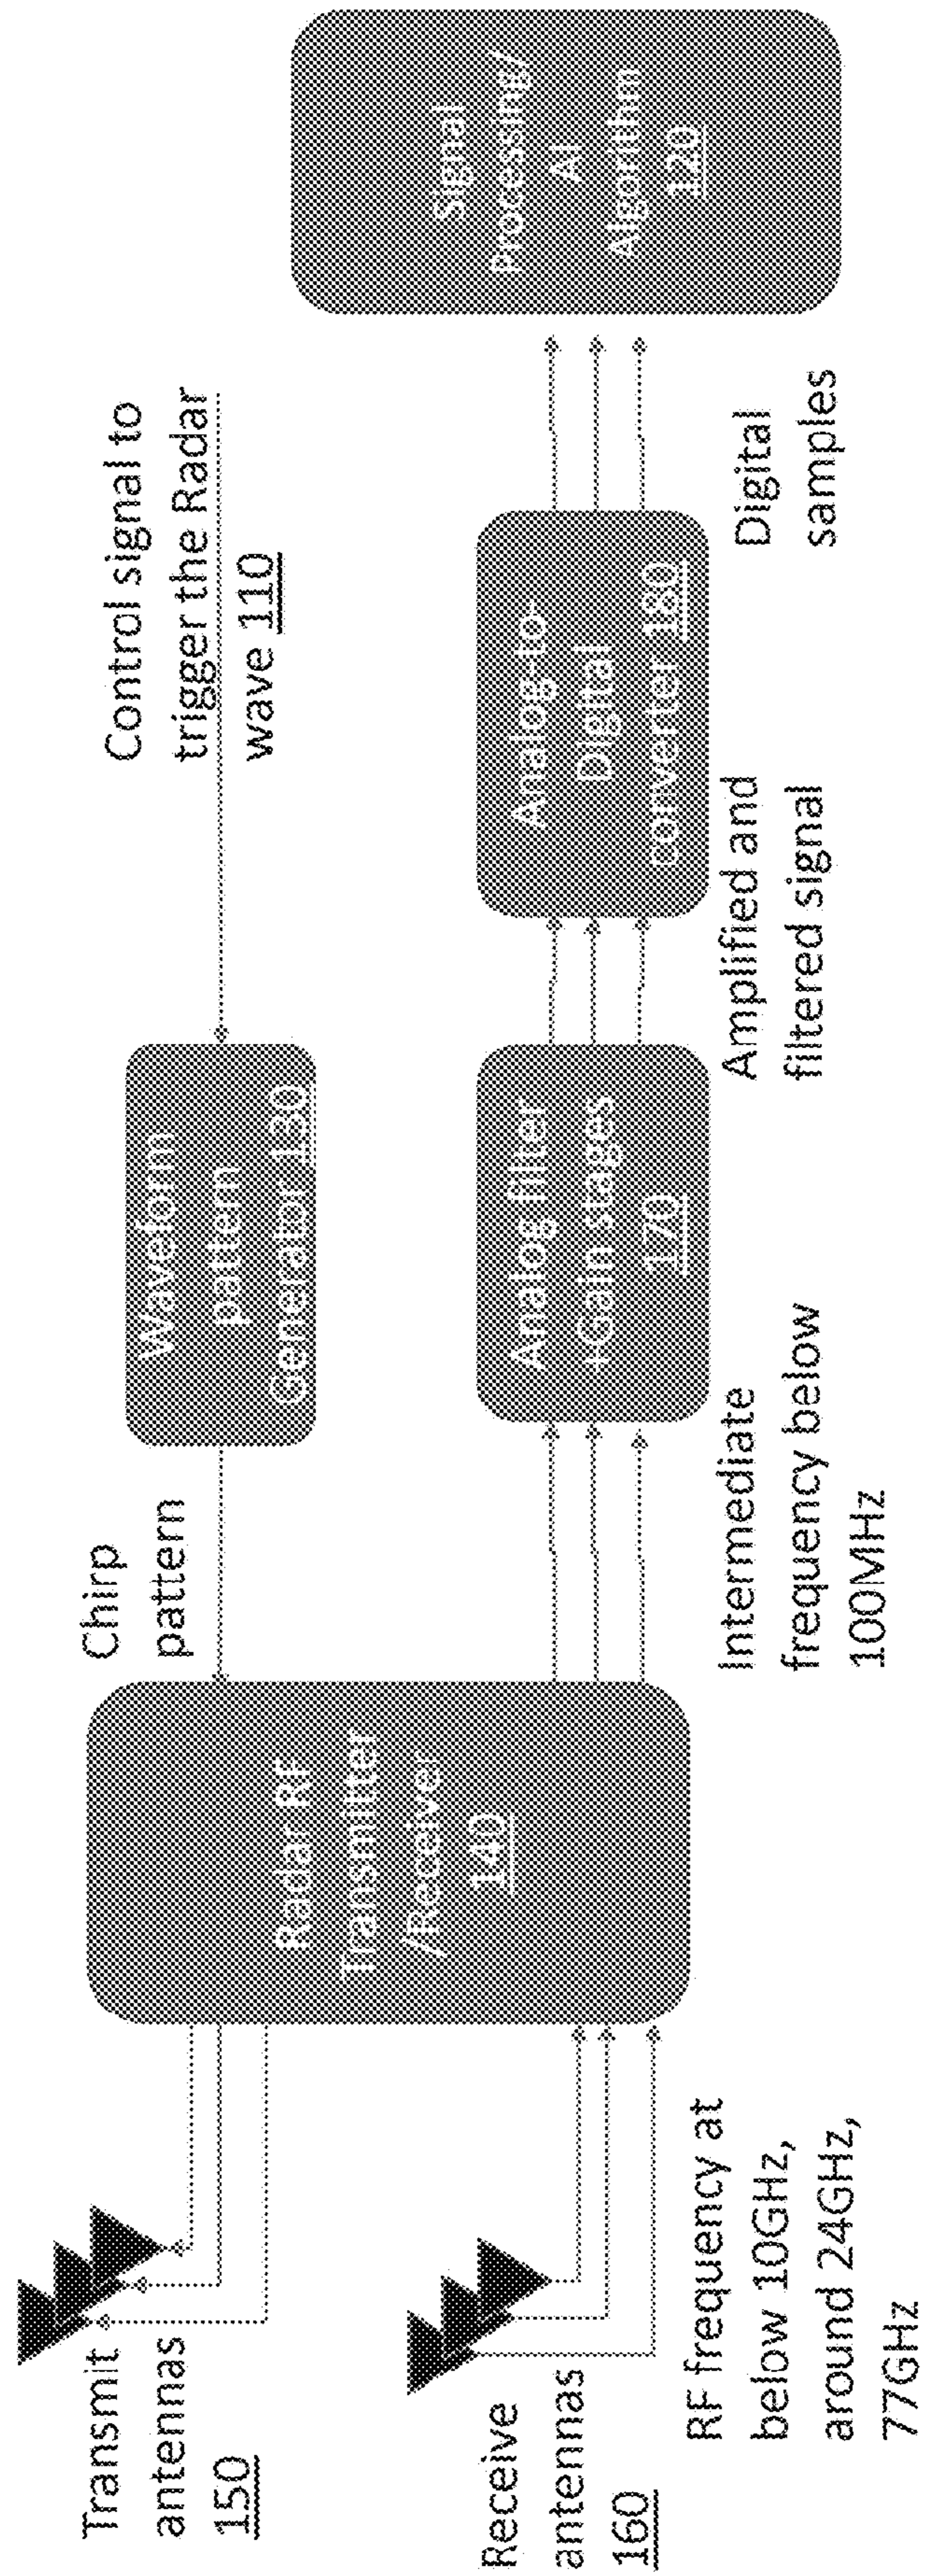 Transmit
antennas
150
Receive
antennas
160
RF frequency at
below 10GHz,
around 24GHz,
77GHz
Radar RF
Transmitter
/Receiver
140
Chirp
pattern
Waveform
pattern
Generator 130
Control signal to
trigger the Radar
wave 110
Intermediate
frequency below
100MHz
Analog filter
+Gain stages
170
Amplified and
filtered signal
Analog-to-
Digital
converter 180
Digital
samples
Signal
Processing/
AI
Algorithm
120